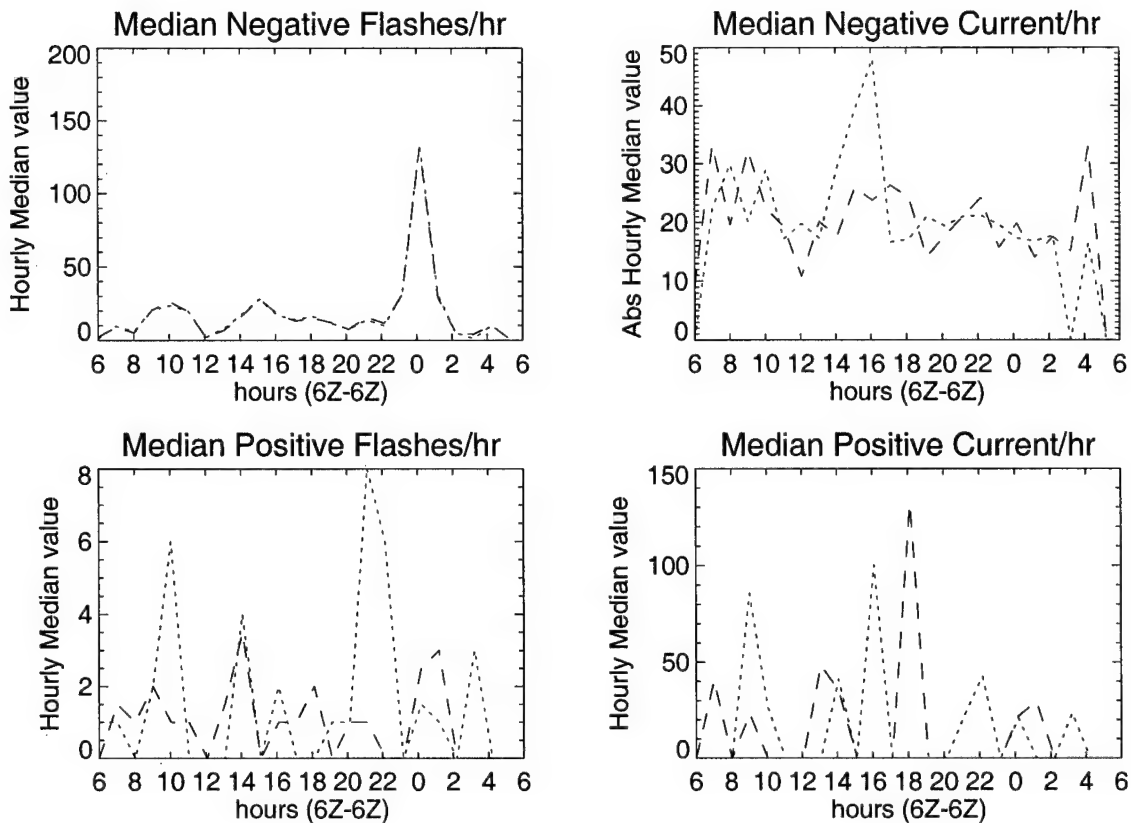 Median Negative Flashes/hr
Hourly Median value
200
150
100
50
0
6 8 10 12 14 16 18 20 22 0 2 4 6
hours (6Z-6Z)
Median Negative Current/hr
Abs Hourly Median value
50
40
30
20
10
0
6 8 10 12 14 16 18 20 22 0 2 4 6
hours (6Z-6Z)
Median Positive Flashes/hr
Hourly Median value
8
6
4
2
0
6 8 10 12 14 16 18 20 22 0 2 4 6
hours (6Z-6Z)
Median Positive Current/hr
Hourly Median value
150
100
50
0
6 8 10 12 14 16 18 20 22 0 2 4 6
hours (6Z-6Z)